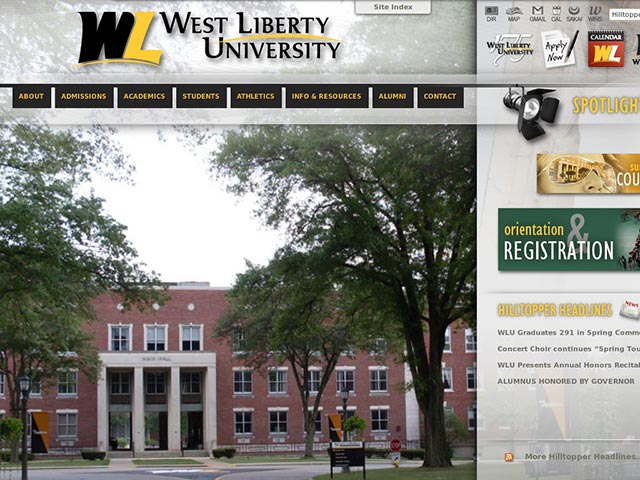 Site Index
WL WEST LIBERTY
UNIVERSITY
DIR MAP GMAIL CAL SAKAI WINS
Hilltopper
WEST LIBERTY
175
UNIVERSITY
Apply
Now
CALENDAR
WL
ABOUT ADMISSIONS ACADEMICS STUDENTS ATHLETICS INFO & RESOURCES ALUMNI CONTACT
SPOTLIGH
SU
COU
orientation &
REGISTRATION
HILLTOPPER HEADLINES
NEWS
WLU Graduates 291 in Spring Comme
Concert Choir continues “Spring Tou
WLU Presents Annual Honors Recital
ALUMNUS HONORED BY GOVERNOR
More Hilltopper Headlines.